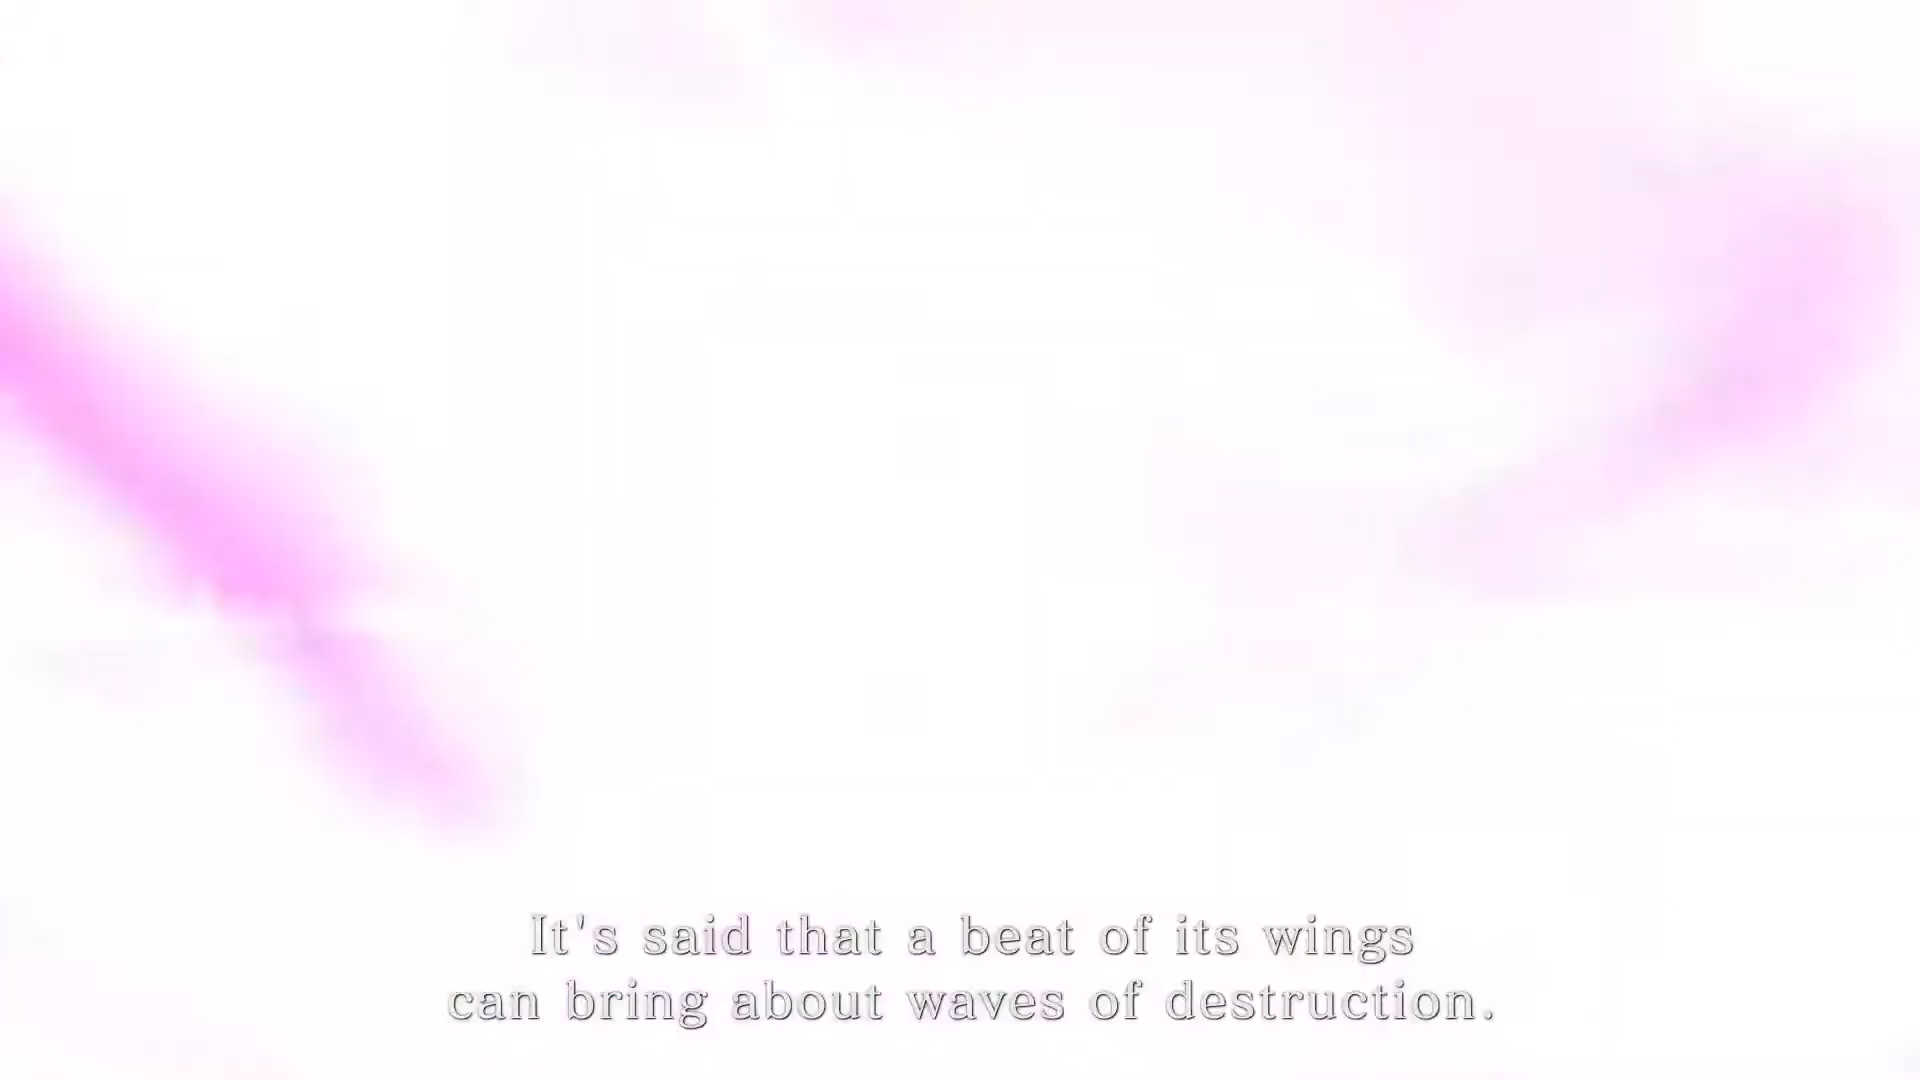 It's said that a beat of its wings
can bring about waves of destruction.